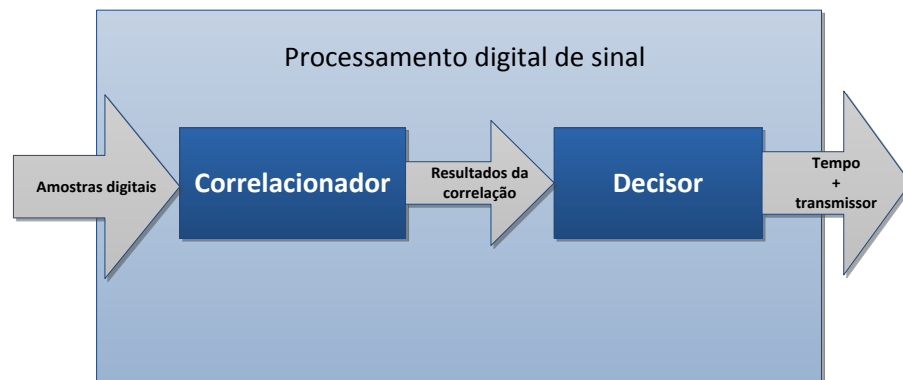 Processamento digital de sinal
Amostras digitais
Correlacionador
Resultados da
correlação
Decisor
Tempo
+
transmissor